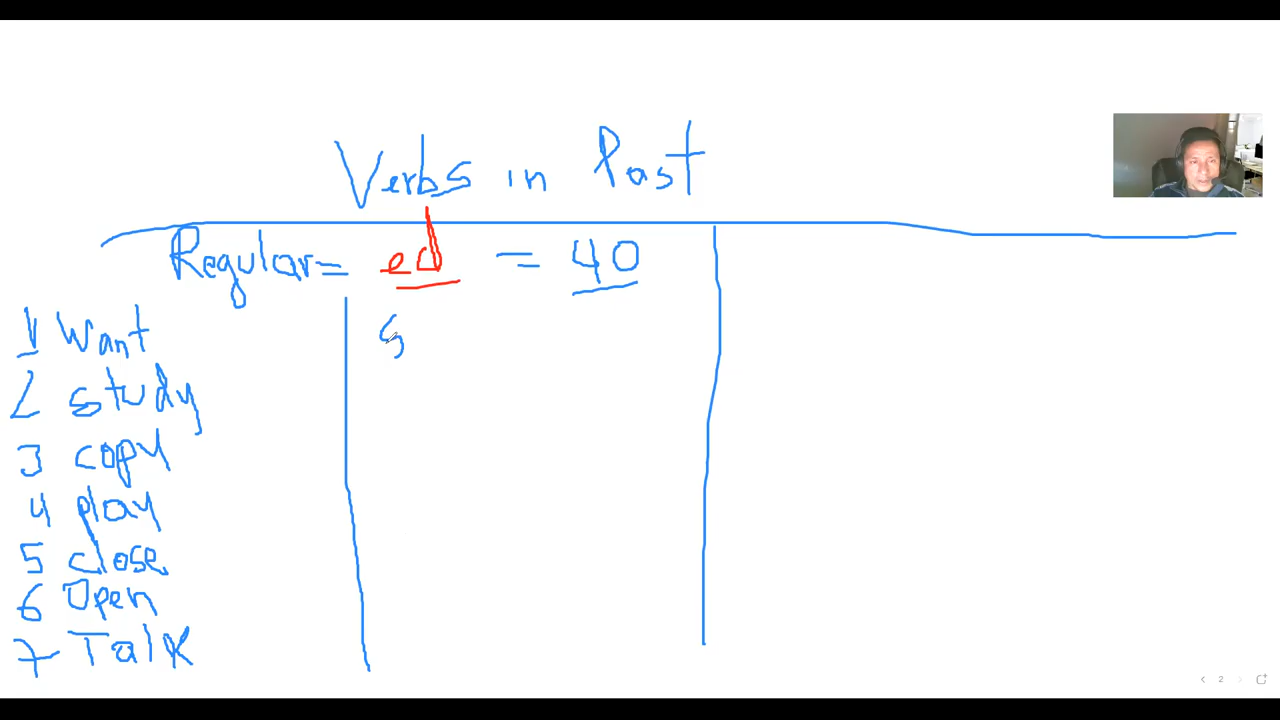 Verbs in Past
Regular = ed = 40
1 Want
2 study
3 copy
4 play
5 close
6 Open
7 Talk
S
2